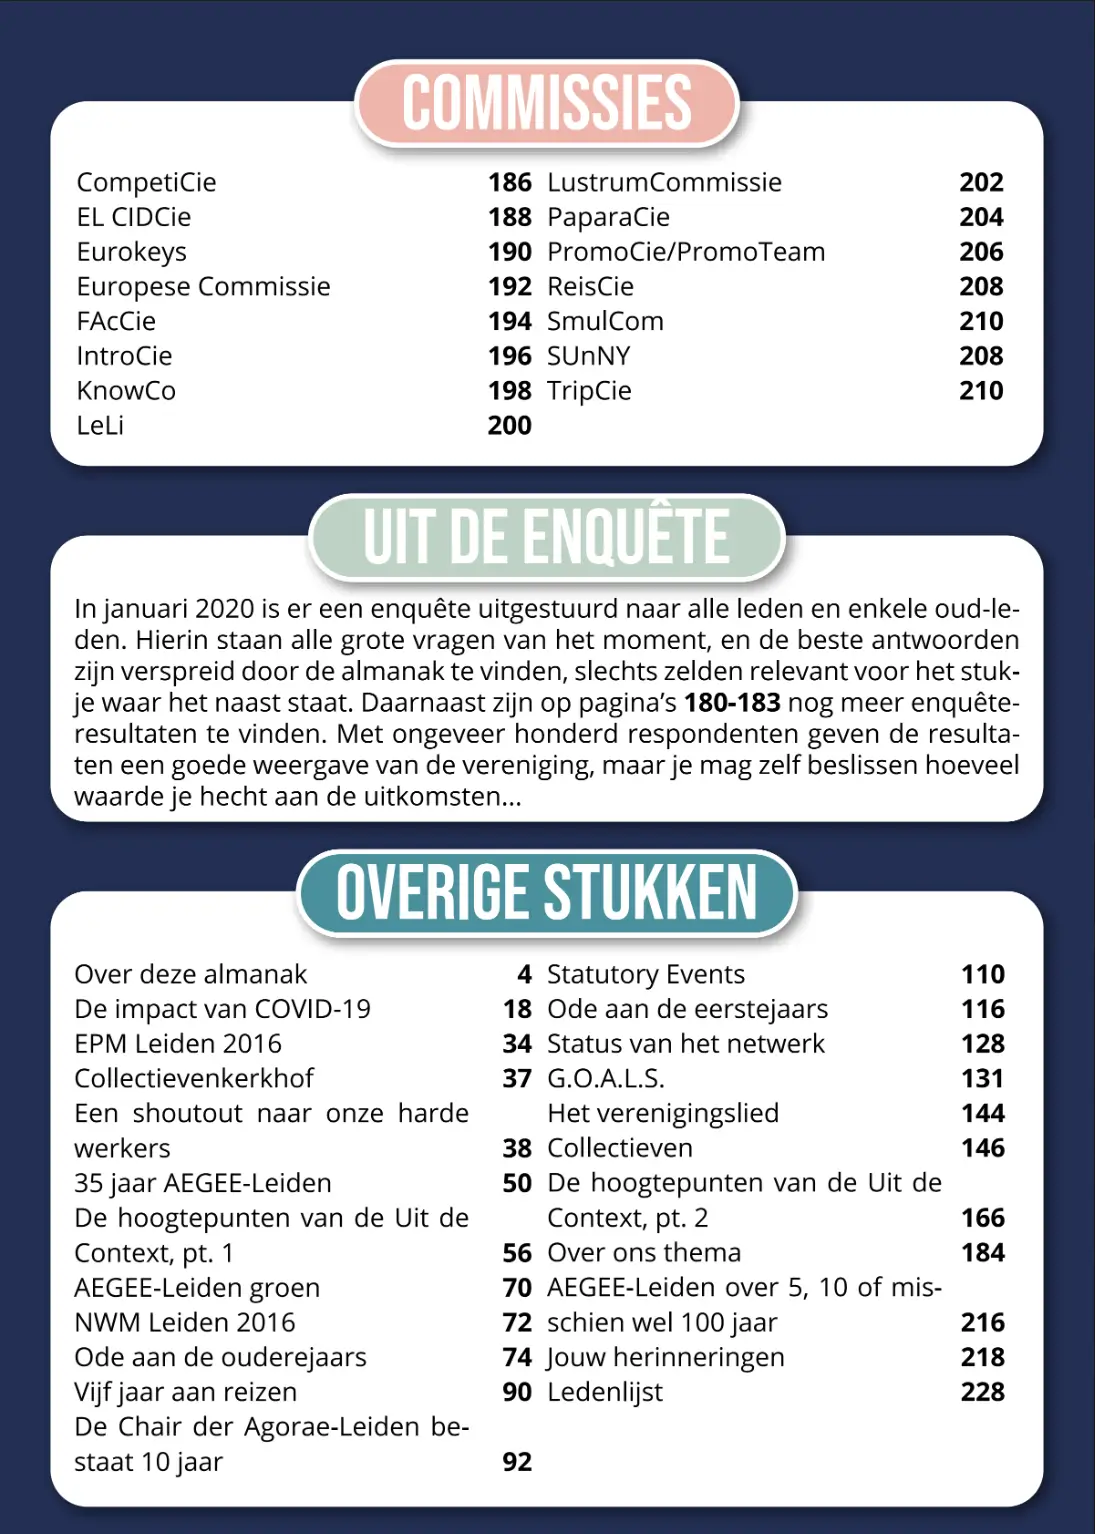 COMMISSIES
CompetiCie 186
EL CIDCie 188
Eurokeys 190
Europese Commissie 192
FAcCie 194
IntroCie 196
KnowCo 198
LeLi 200
LustrumCommissie 202
PaparaCie 204
PromoCie/PromoTeam 206
ReisCie 208
SmulCom 210
SUnNY 208
TripCie 210
UIT DE ENQUÊTE
In januari 2020 is er een enquête uitgestuurd naar alle leden en enkele oud-le-
den. Hierin staan alle grote vragen van het moment, en de beste antwoorden
zijn verspreid door de almanak te vinden, slechts zelden relevant voor het stuk-
je waar het naast staat. Daarnaast zijn op pagina’s 180-183 nog meer enquête-
resultaten te vinden. Met ongeveer honderd respondenten geven de resulta-
ten een goede weergave van de vereniging, maar je mag zelf beslissen hoeveel
waarde je hecht aan de uitkomsten...
OVERIGE STUKKEN
Over deze almanak 4
De impact van COVID-19 18
EPM Leiden 2016 34
Collectievenkerkhof 37
Een shoutout naar onze harde
werkers 38
35 jaar AEGEE-Leiden 50
De hoogtepunten van de Uit de
Context, pt. 1 56
AEGEE-Leiden groen 70
NWM Leiden 2016 72
Ode aan de ouderejaars 74
Vijf jaar aan reizen 90
De Chair der Agorae-Leiden be-
staat 10 jaar 92
Statutory Events 110
Ode aan de eerstejaars 116
Status van het netwerk 128
G.O.A.L.S. 131
Het verenigingslied 144
Collectieven 146
De hoogtepunten van de Uit de
Context, pt. 2 166
Over ons thema 184
AEGEE-Leiden over 5, 10 of mis-
schien wel 100 jaar 216
Jouw herinneringen 218
Ledenlijst 228